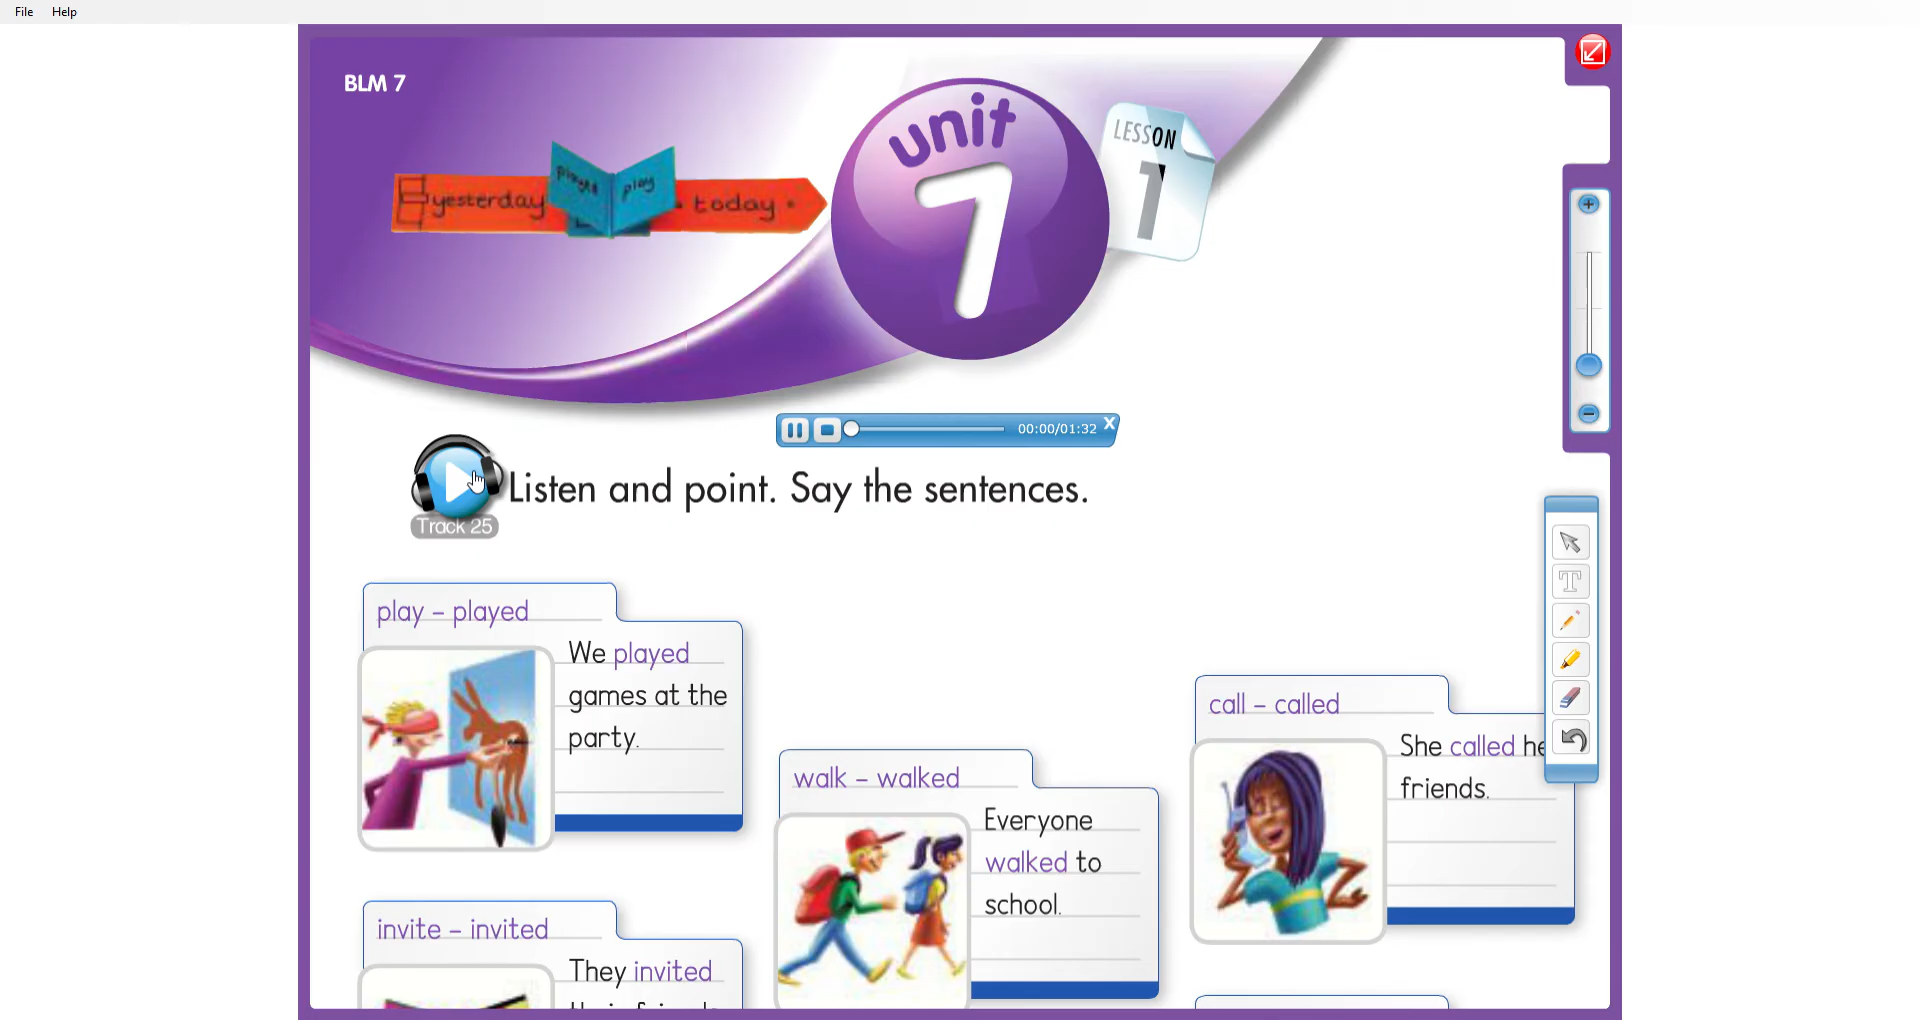 File Help
BLM 7
unit
7
LESSON
1
yesterday
played
play
today
00:00/01:32
X
Listen and point. Say the sentences.
Track 25
play – played
We played
games at the
party.
walk – walked
Everyone
walked to
school.
call – called
She called he
friends.
invite – invited
They invited
T